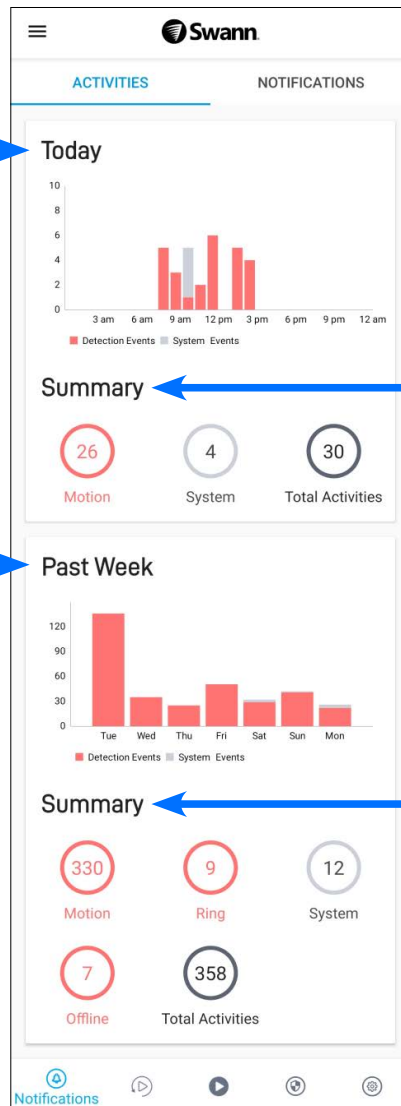 Swann
ACTIVITIES NOTIFICATIONS
Today
10
8
6
4
2
0
3 am 6 am 9 am 12 pm 3 pm 6 pm 9 pm 12 am
Detection Events System Events
Summary
26 4 30
Motion System Total Activities
Past Week
120
90
60
30
0
Tue Wed Thu Fri Sat Sun Mon
Detection Events System Events
Summary
330 9 12
Motion Ring System
7 358
Offline Total Activities
Notifications